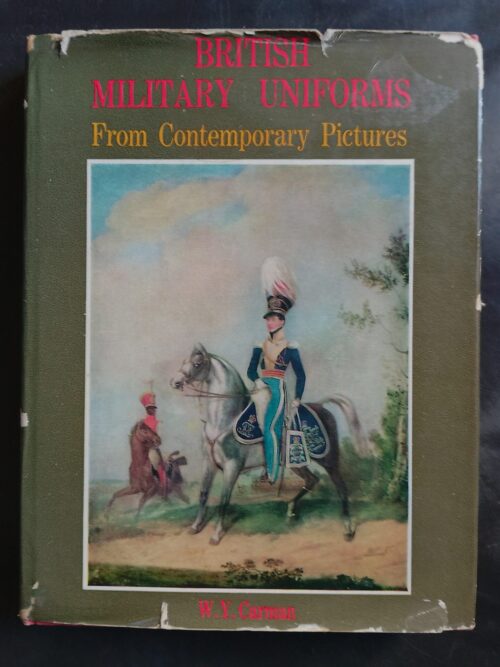 BRITISH
MILITARY UNIFORMS
From Contemporary Pictures
W. Y. Carman